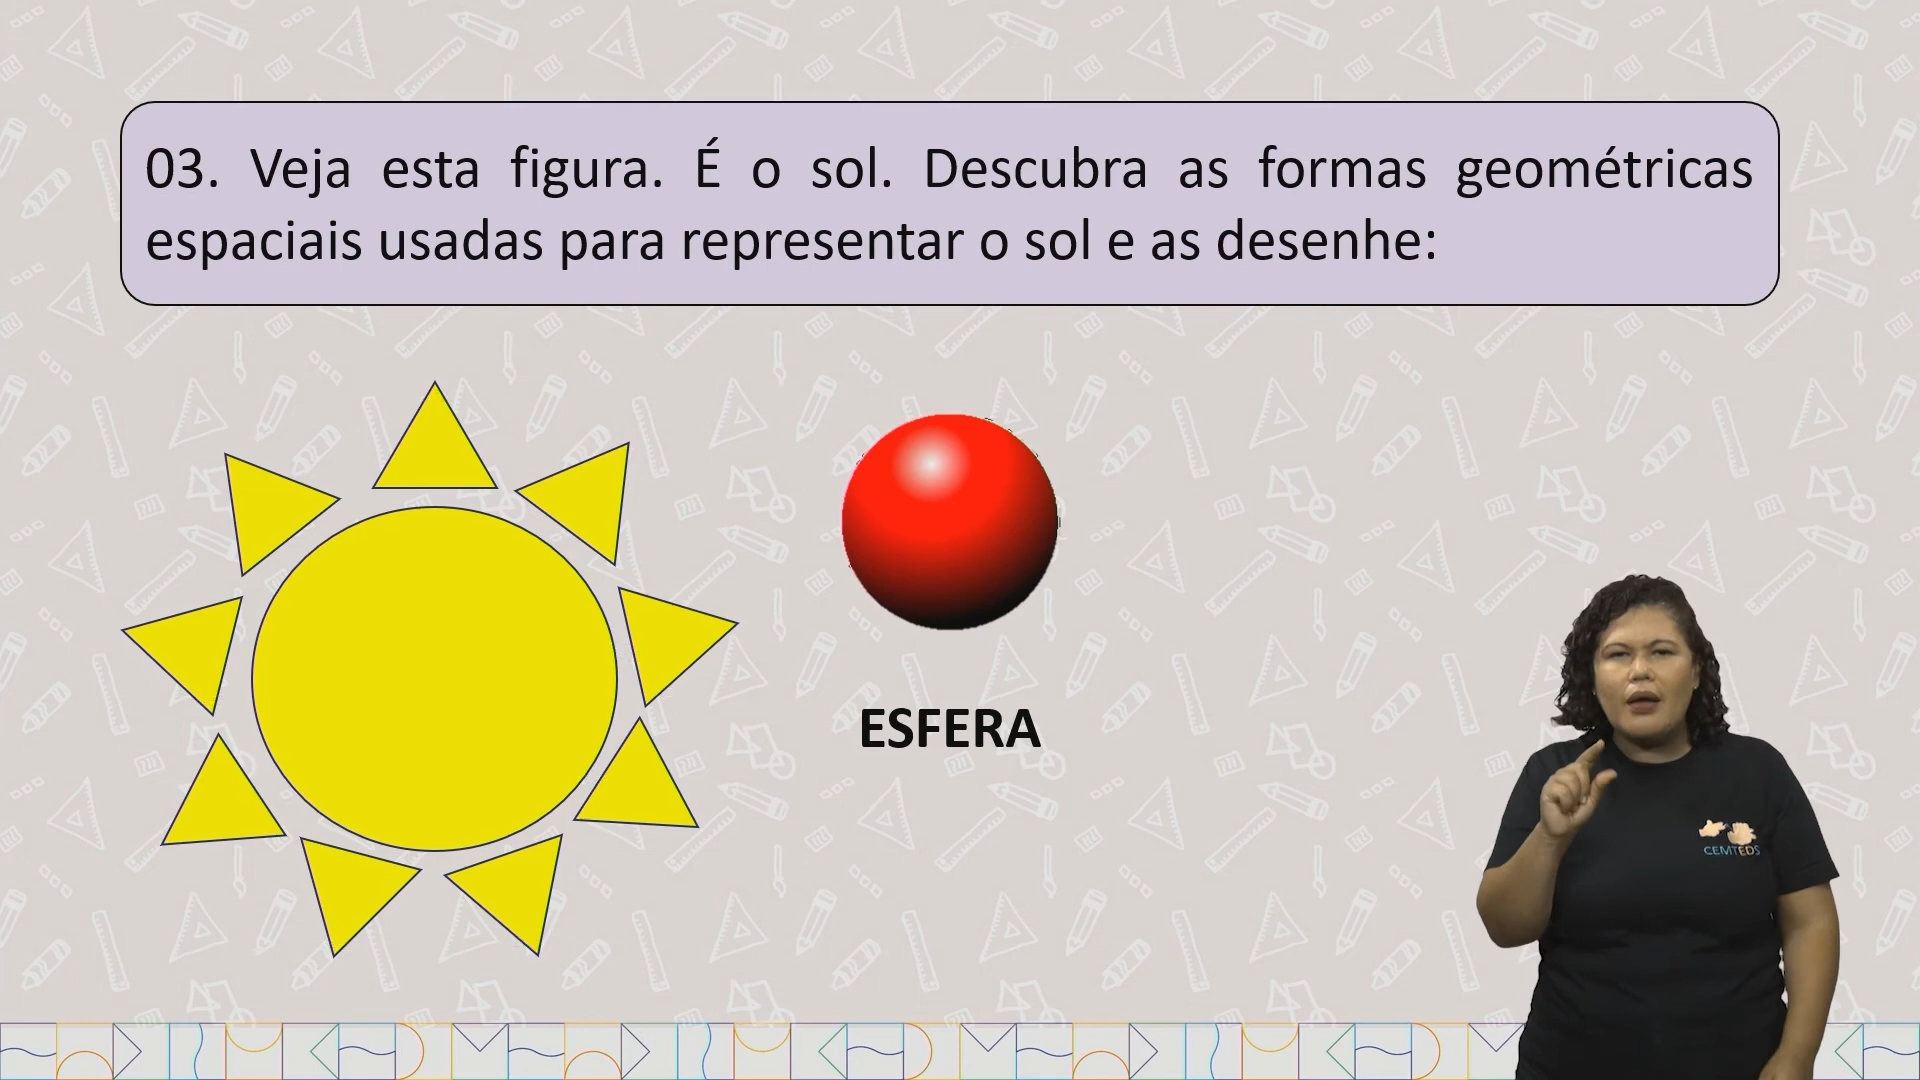 03. Veja esta figura. É o sol. Descubra as formas geométricas
espaciais usadas para representar o sol e as desenhe:
ESFERA
CEMTEDS